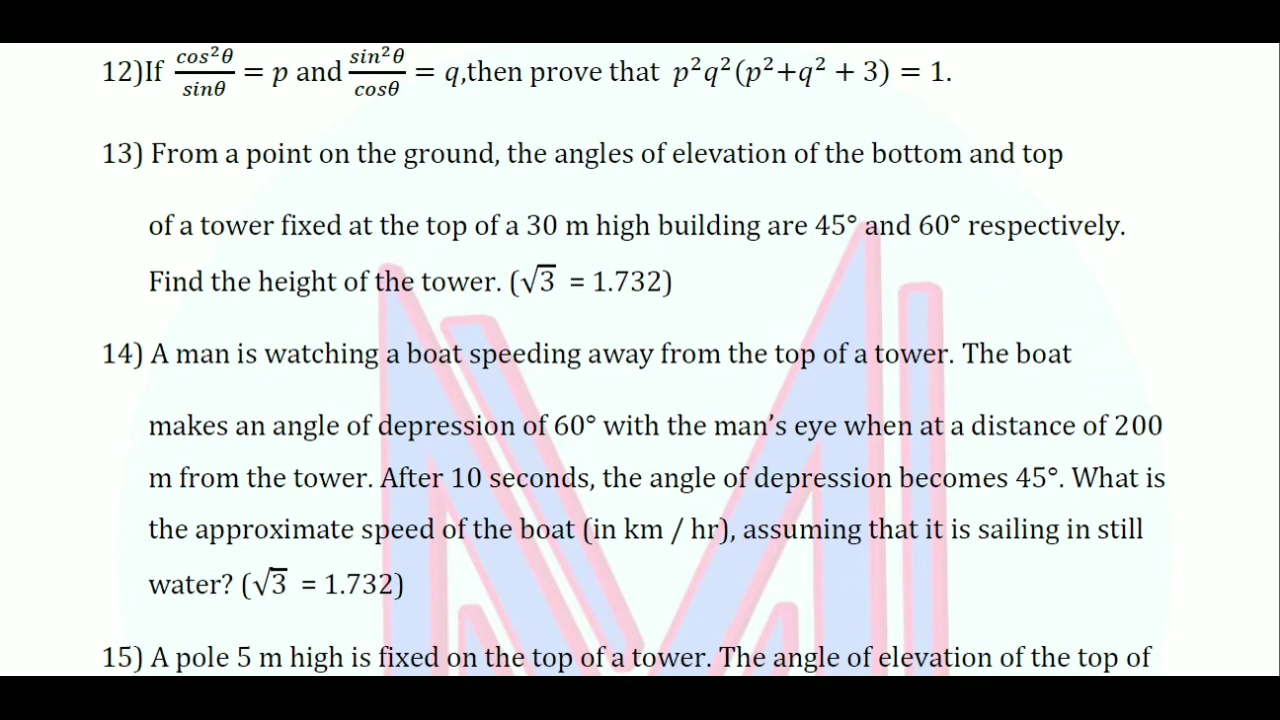 12)If cos²θ/sinθ = p and sin²θ/cosθ = q,then prove that p²q²(p²+q² + 3) = 1.
13) From a point on the ground, the angles of elevation of the bottom and top
of a tower fixed at the top of a 30 m high building are 45° and 60° respectively.
Find the height of the tower. (√3 = 1.732)
14) A man is watching a boat speeding away from the top of a tower. The boat
makes an angle of depression of 60° with the man’s eye when at a distance of 200
m from the tower. After 10 seconds, the angle of depression becomes 45°. What is
the approximate speed of the boat (in km / hr), assuming that it is sailing in still
water? (√3 = 1.732)
15) A pole 5 m high is fixed on the top of a tower. The angle of elevation of the top of